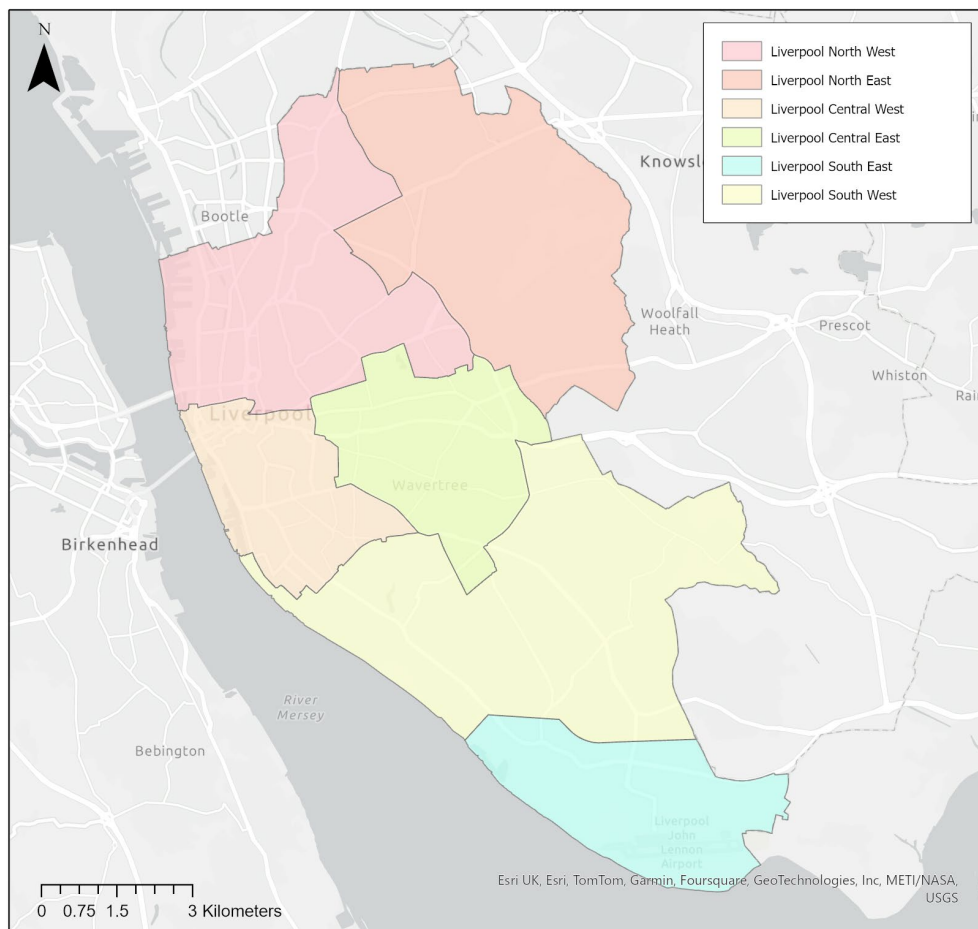 N
Liverpool North West
Liverpool North East
Liverpool Central West
Liverpool Central East
Liverpool South East
Liverpool South West
Knowsl
Bootle
Woolfall
Heath
Prescot
Whiston
Rai
Liverpool
Wavertree
Birkenhead
River
Mersey
Bebington
Liverpool
John
Lennon
Airport
Esri UK, Esri, TomTom, Garmin, Foursquare, GeoTechnologies, Inc, METI/NASA,
USGS
0 0.75 1.5 3 Kilometers